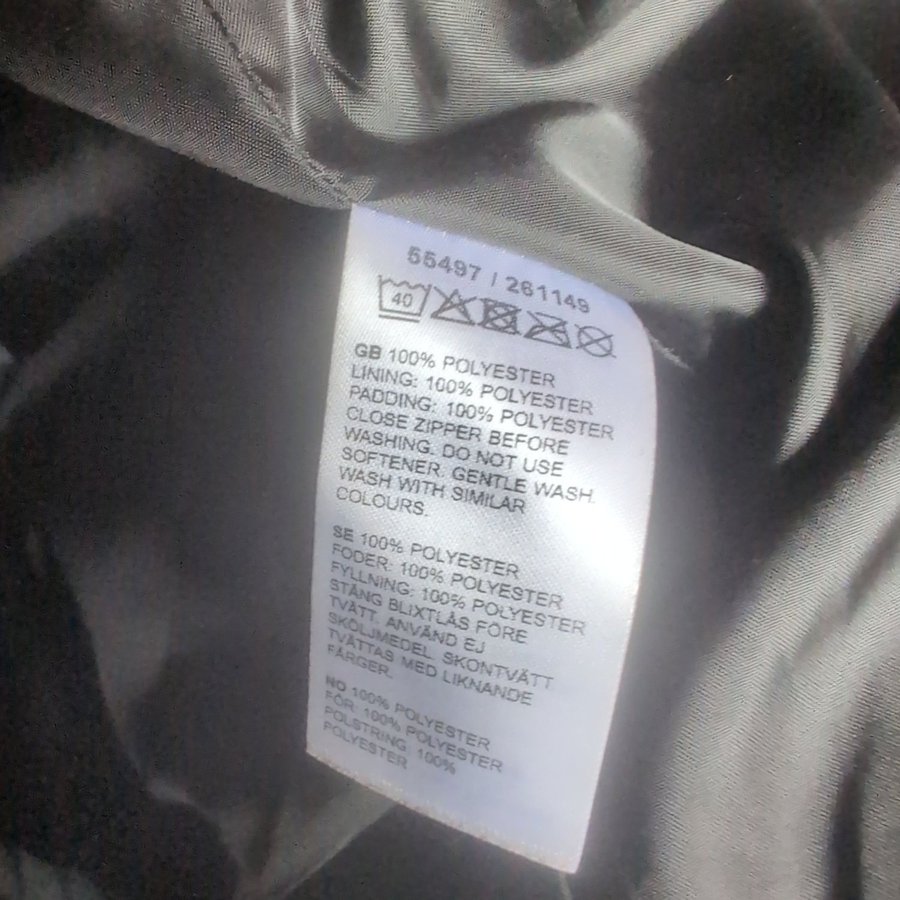 55497 / 261149
40
GB 100% POLYESTER
LINING: 100% POLYESTER
PADDING: 100% POLYESTER
CLOSE ZIPPER BEFORE
WASHING. DO NOT USE
SOFTENER. GENTLE WASH.
WASH WITH SIMILAR
COLOURS.
SE 100% POLYESTER
FODER: 100% POLYESTER
FYLLNING: 100% POLYESTER
STÄNG BLIXTLÅS FÖRE
TVÄTT. ANVÄND EJ
SKÖLJMEDEL. SKONTVÄTT.
TVÄTTAS MED LIKNANDE
FÄRGER.
NO 100% POLYESTER
FÔR: 100% POLYESTER
POLSTRING: 100%
POLYESTER